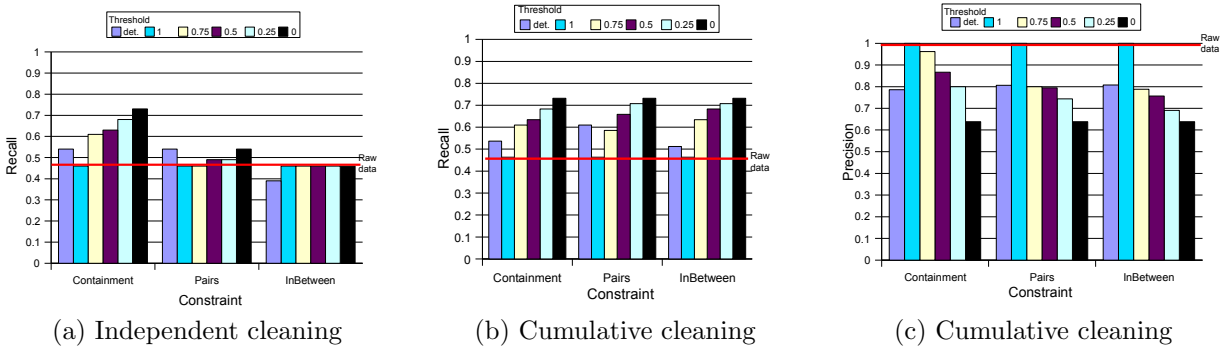 Threshold
det. 1 0.75 0.5 0.25 0
1
0.9
0.8
0.7
0.6
0.5
0.4
0.3
0.2
0.1
0
Recall
Raw
data
Containment Pairs InBetween
Constraint
(a) Independent cleaning
Threshold
det. 1 0.75 0.5 0.25 0
1
0.9
0.8
0.7
0.6
0.5
0.4
0.3
0.2
0.1
0
Recall
Raw
data
Containment Pairs InBetween
Constraint
(b) Cumulative cleaning
Threshold
det. 1 0.75 0.5 0.25 0
Raw
data
1
0.9
0.8
0.7
0.6
0.5
0.4
0.3
0.2
0.1
0
Precision
Containment Pairs InBetween
Constraint
(c) Cumulative cleaning